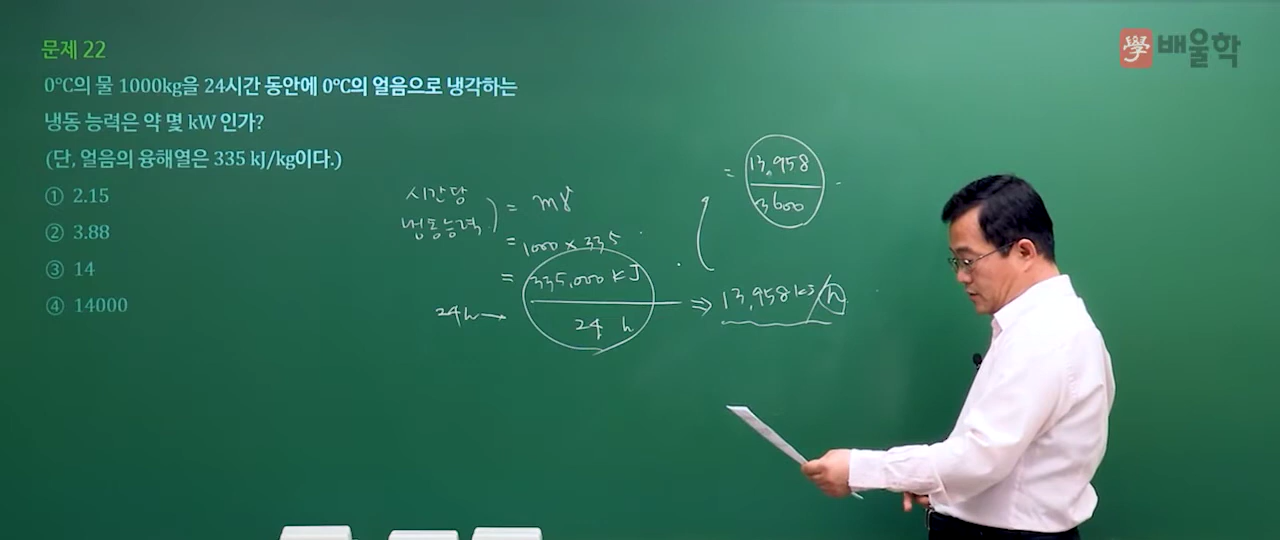 學 배울학
문제 22
0℃의 물 1000kg을 24시간 동안에 0℃의 얼음으로 냉각하는
냉동 능력은 약 몇 kW 인가?
(단, 얼음의 융해열은 335 kJ/kg이다.)
① 2.15
② 3.88
③ 14
④ 14000
시간당
냉동능력 = mγ
= 1000 × 335
= 335,000 KJ
24h → 24 h ⇒ 13,958 KJ/h
= 13,958
3600